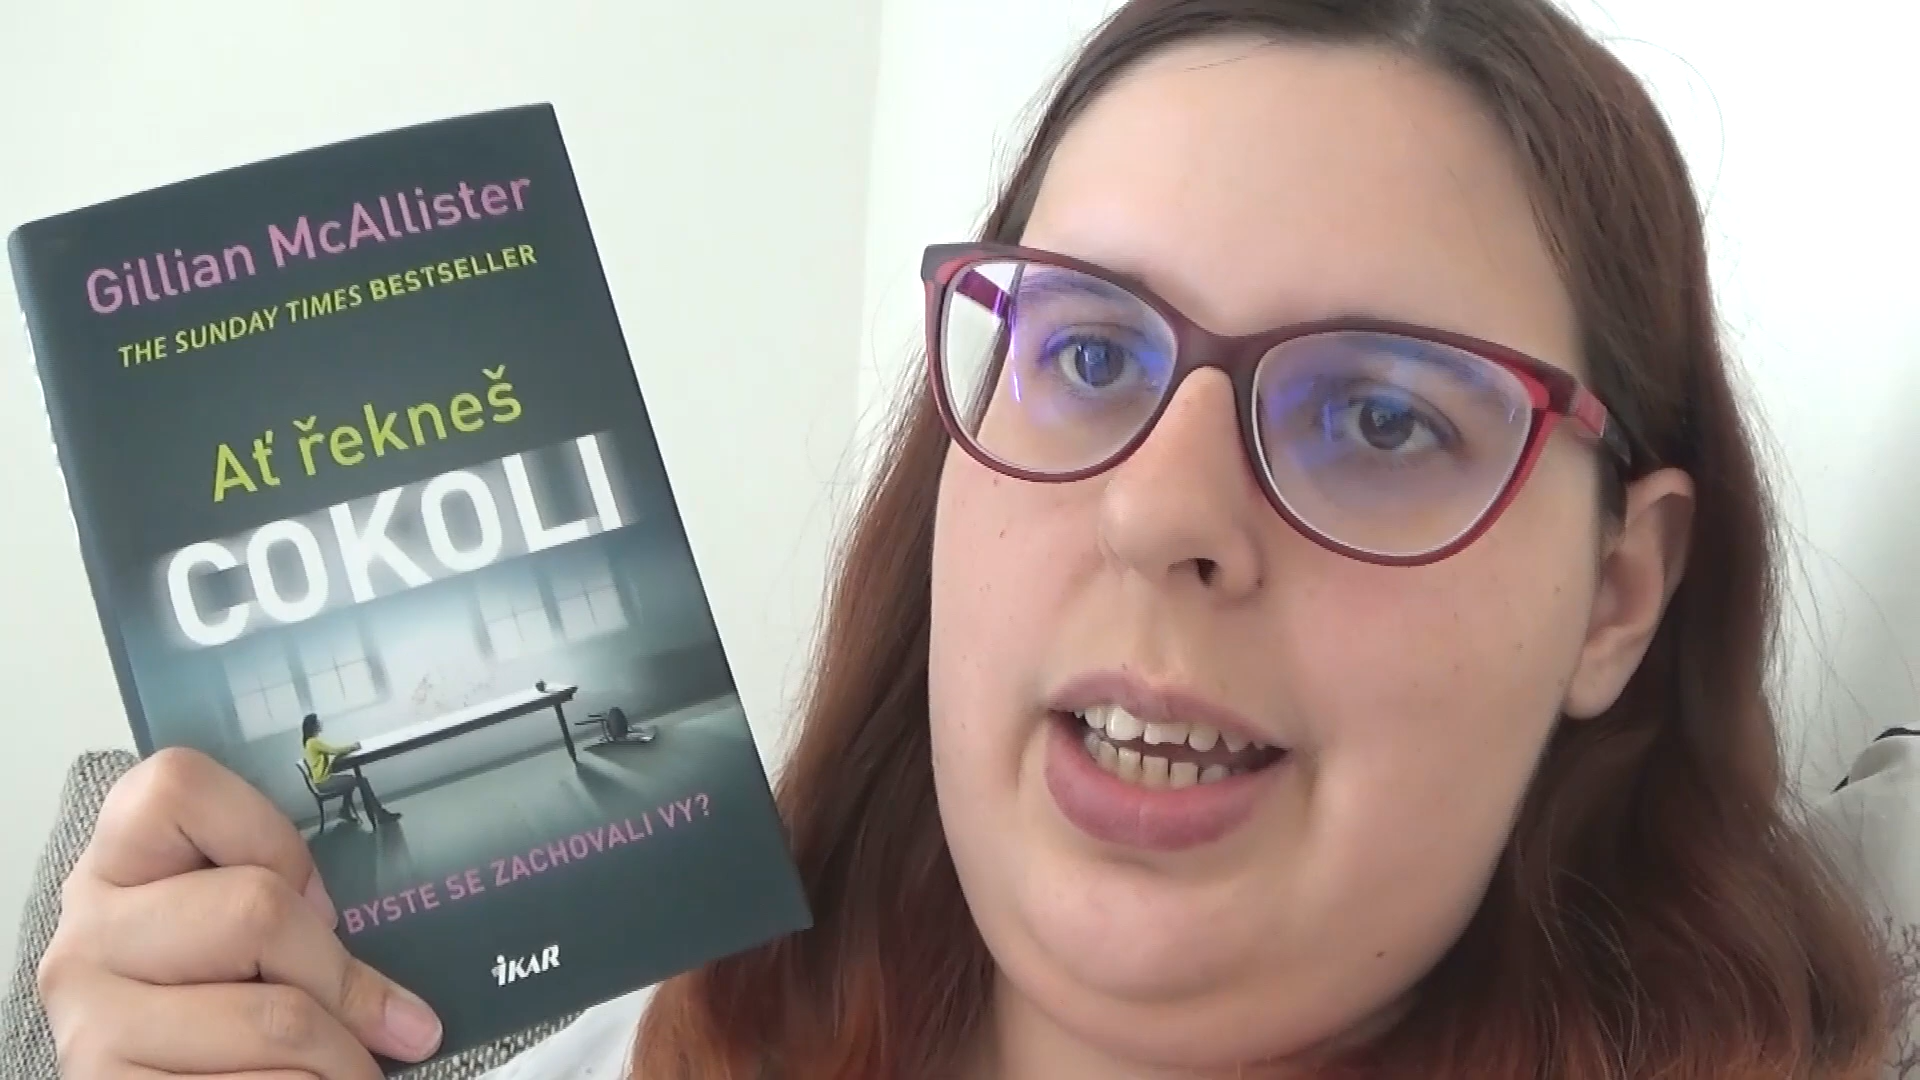 Gillian McAllister
THE SUNDAY TIMES BESTSELLER
Ať řekneš
COKOLI
BYSTE SE ZACHOVALI VY?
iKAR